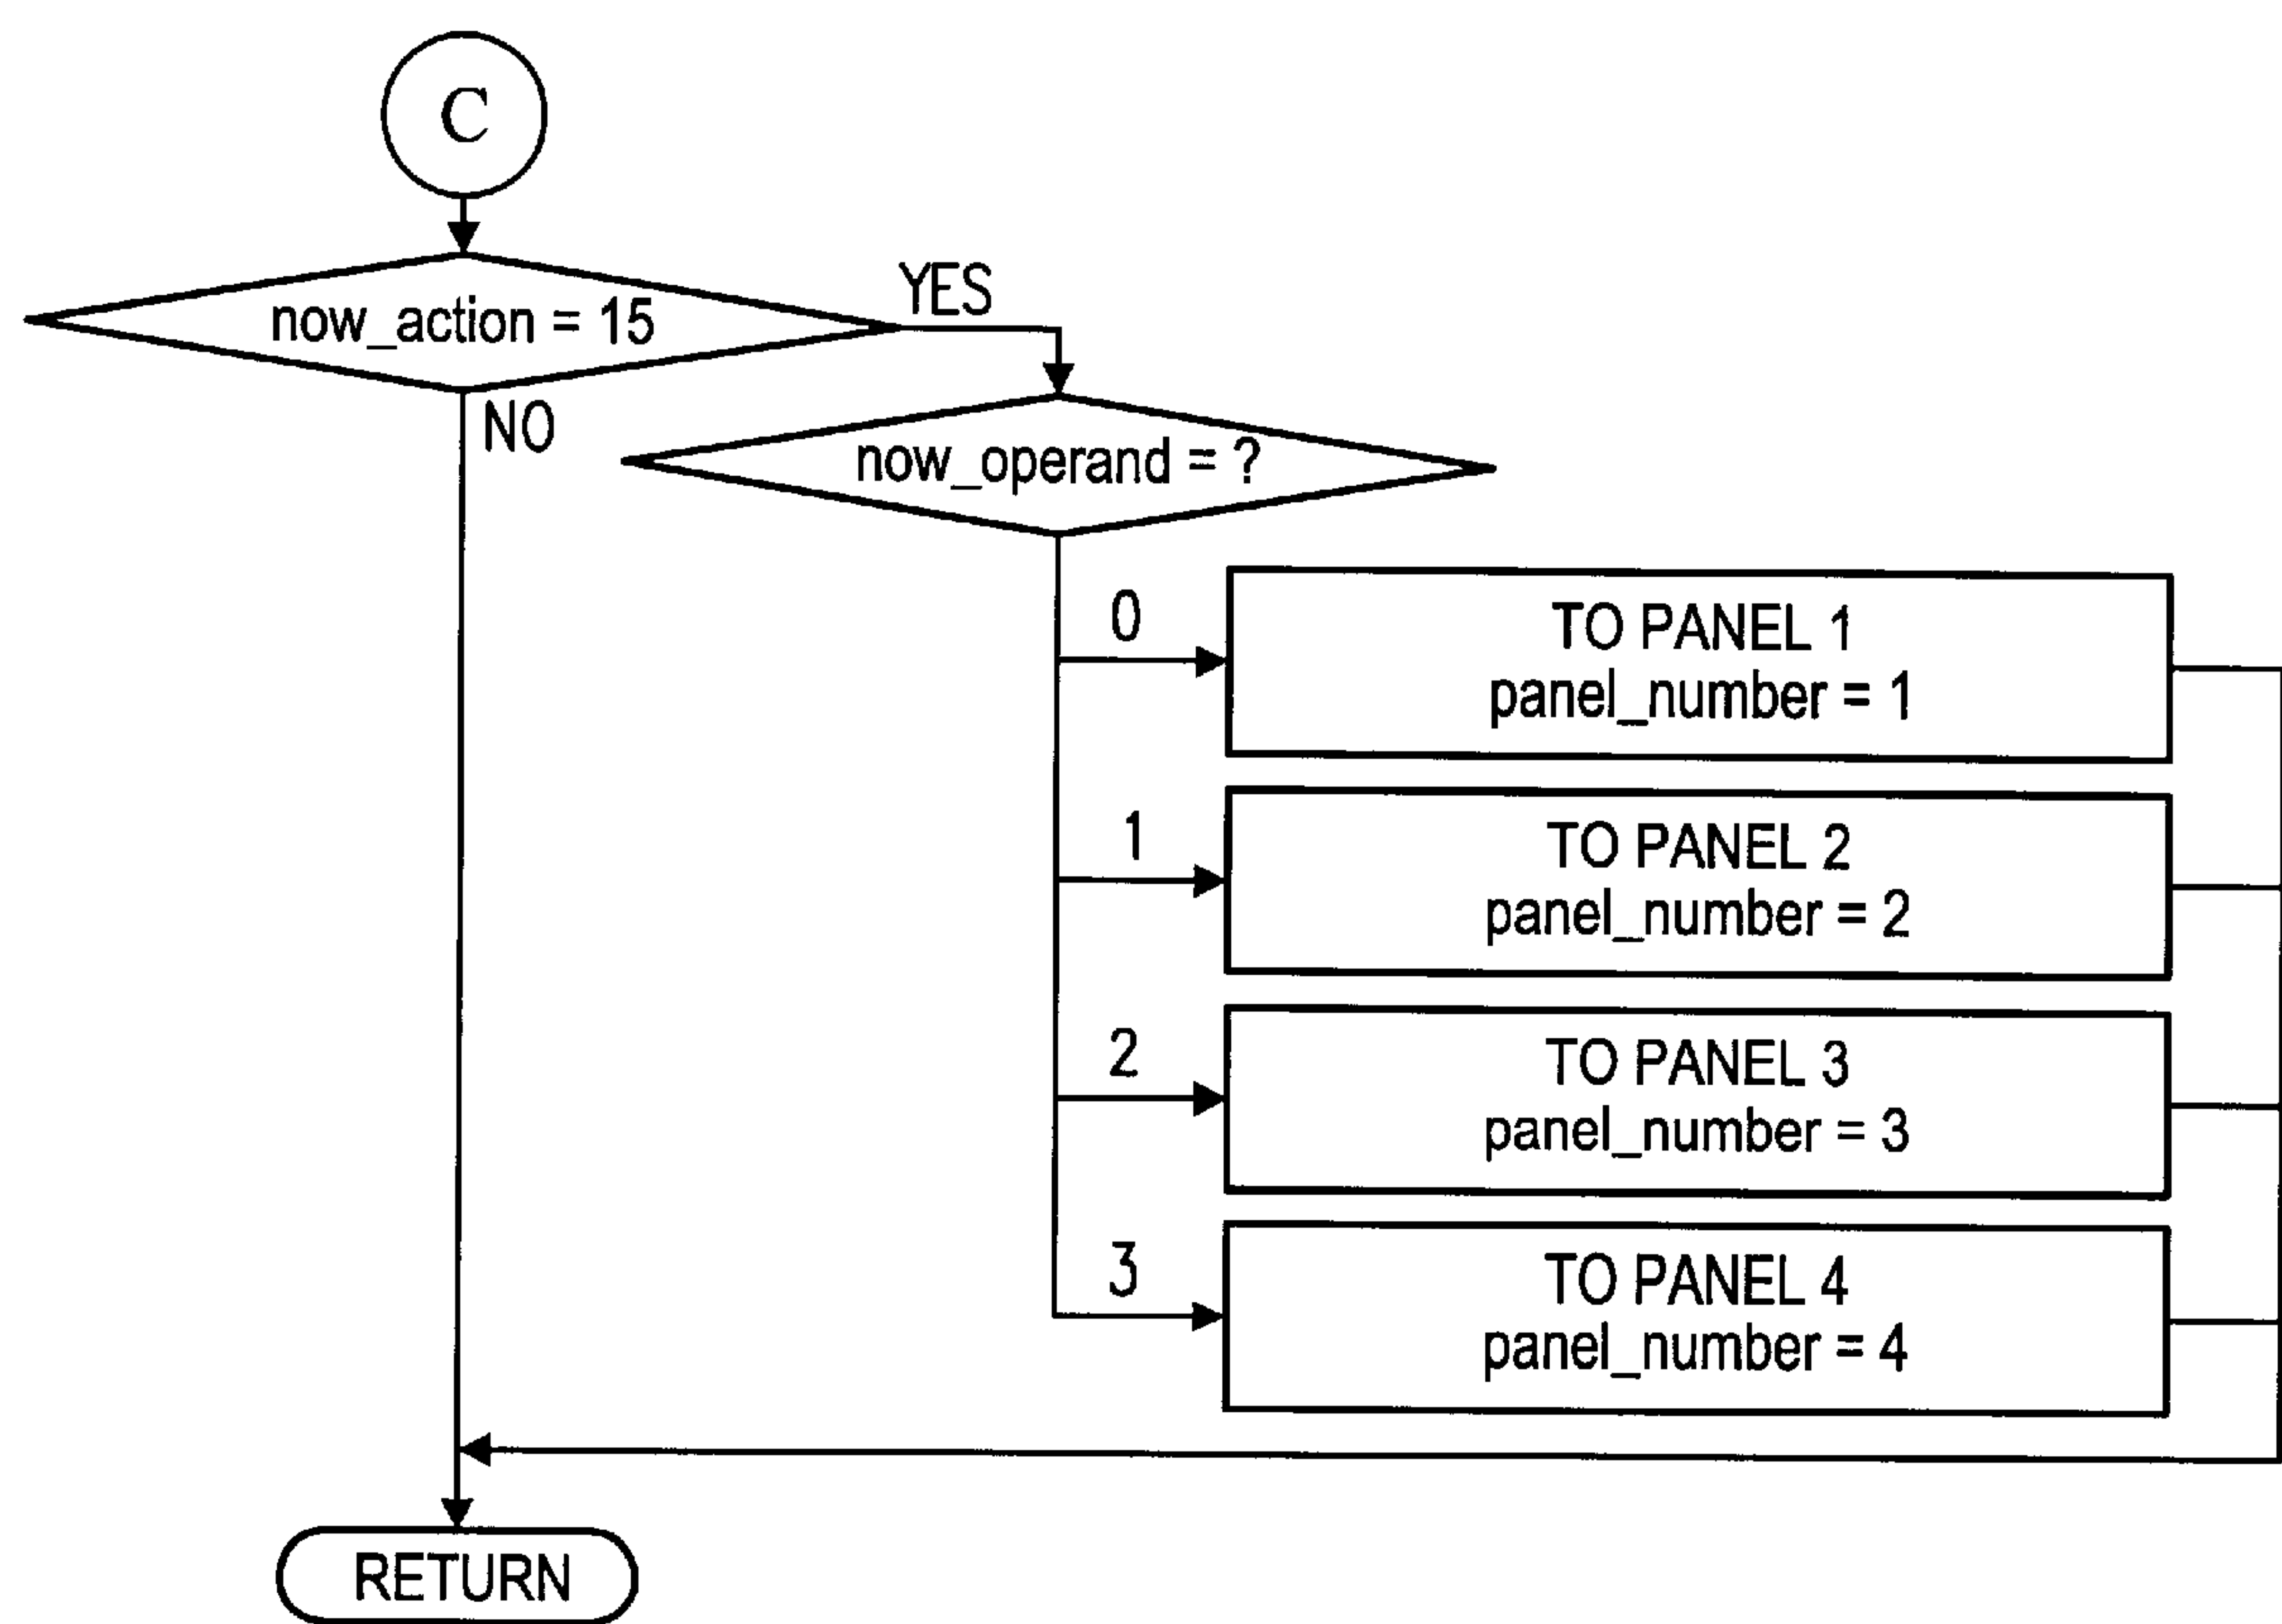 C
now_action = 15
YES
NO
now_operand = ?
0
TO PANEL 1
panel_number = 1
1
TO PANEL 2
panel_number = 2
2
TO PANEL 3
panel_number = 3
3
TO PANEL 4
panel_number = 4
RETURN